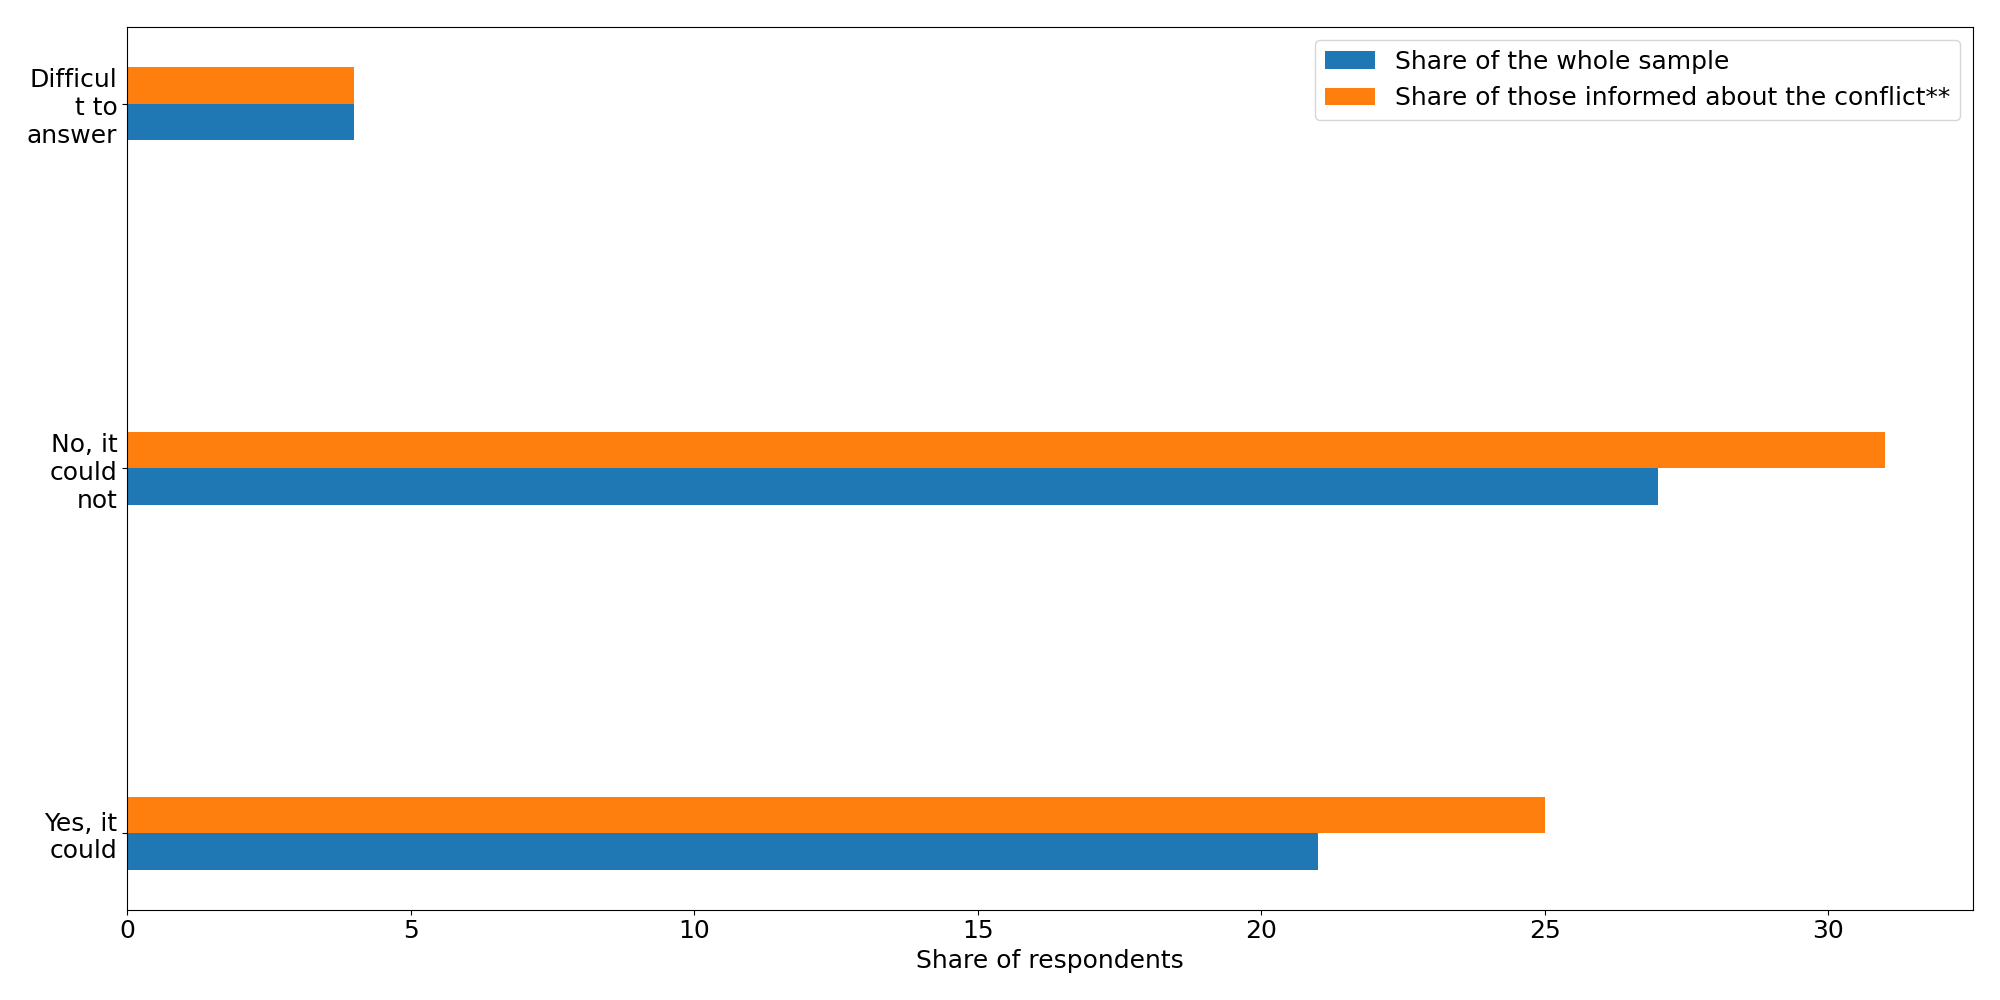 Share of the whole sample
Share of those informed about the conflict**
Difficul
t to
answer
No, it
could
not
Yes, it
could
0 5 10 15 20 25 30
Share of respondents